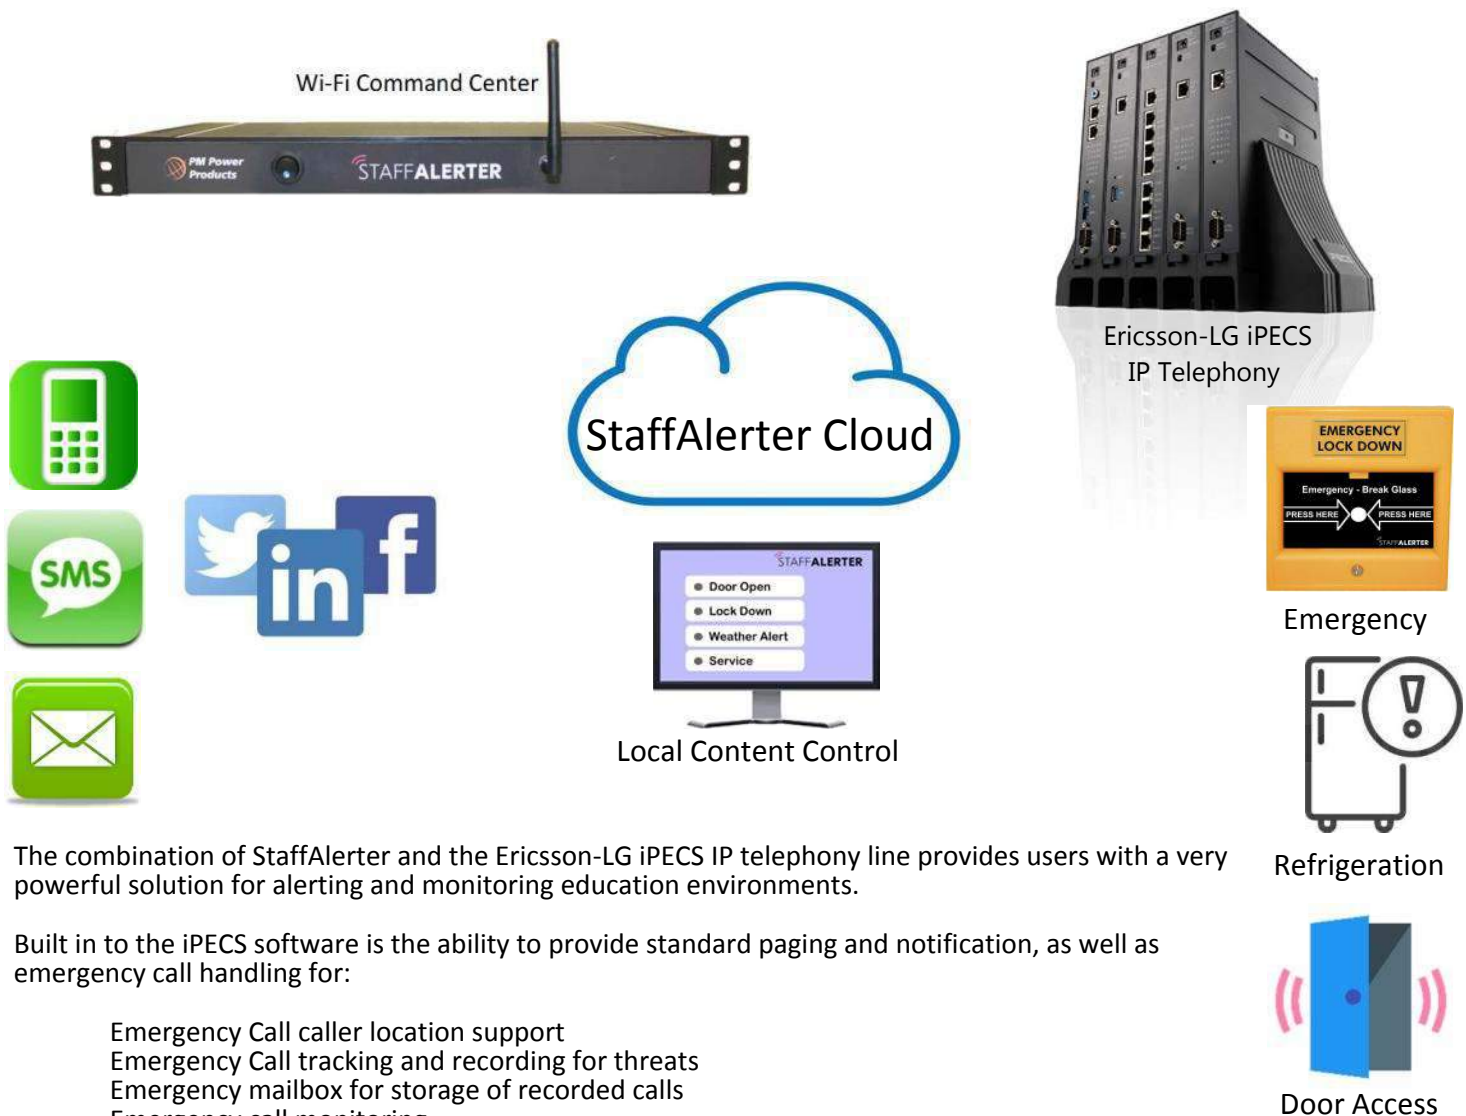 Wi-Fi Command Center
PM Power
Products
STAFFALERTER
Ericsson-LG iPECS
IP Telephony
StaffAlerter Cloud
EMERGENCY
LOCK DOWN
Emergency - Break Glass
PRESS HERE
PRESS HERE
STAFFALERTER
Emergency
SMS
in
f
STAFFALERTER
Door Open
Lock Down
Weather Alert
Service
Local Content Control
Refrigeration
The combination of StaffAlerter and the Ericsson-LG iPECS IP telephony line provides users with a very
powerful solution for alerting and monitoring education environments.
Built in to the iPECS software is the ability to provide standard paging and notification, as well as
emergency call handling for:
Emergency Call caller location support
Emergency Call tracking and recording for threats
Emergency mailbox for storage of recorded calls
Emergency call monitoring
Door Access